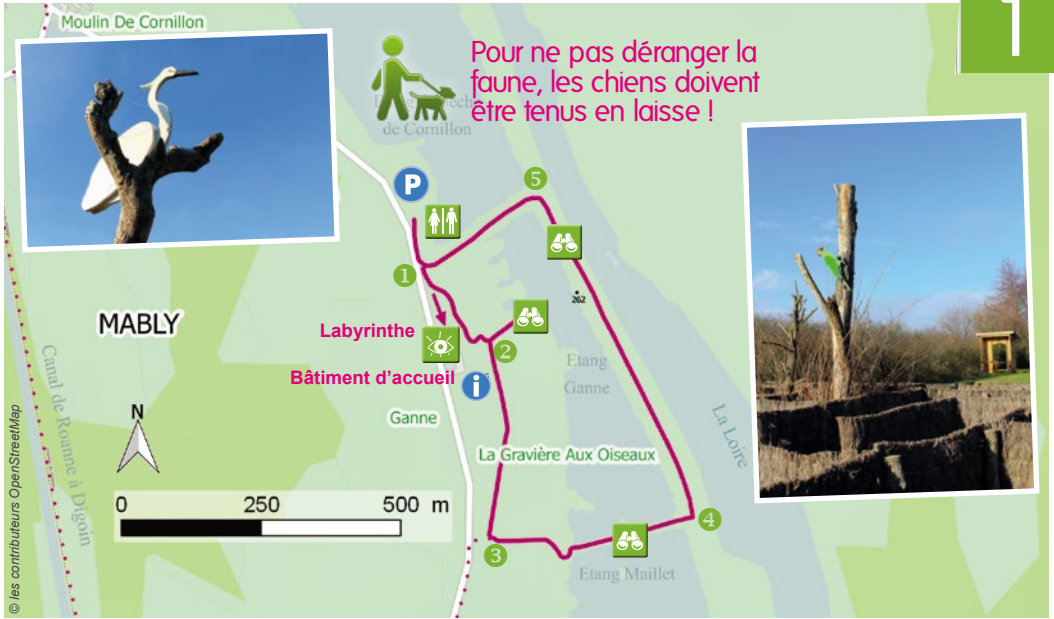 Moulin De Cornillon
1
Pour ne pas déranger la
faune, les chiens doivent
être tenus en laisse !
de Cornillon
P
5
1
262
MABLY
Labyrinthe
2
Bâtiment d'accueil
i
Etang
Ganne
Ganne
La Loire
Canal de Roanne à Digoin
N
La Gravière Aux Oiseaux
0 250 500 m
4
3
Etang Maillet
© les contributeurs OpenStreetMap